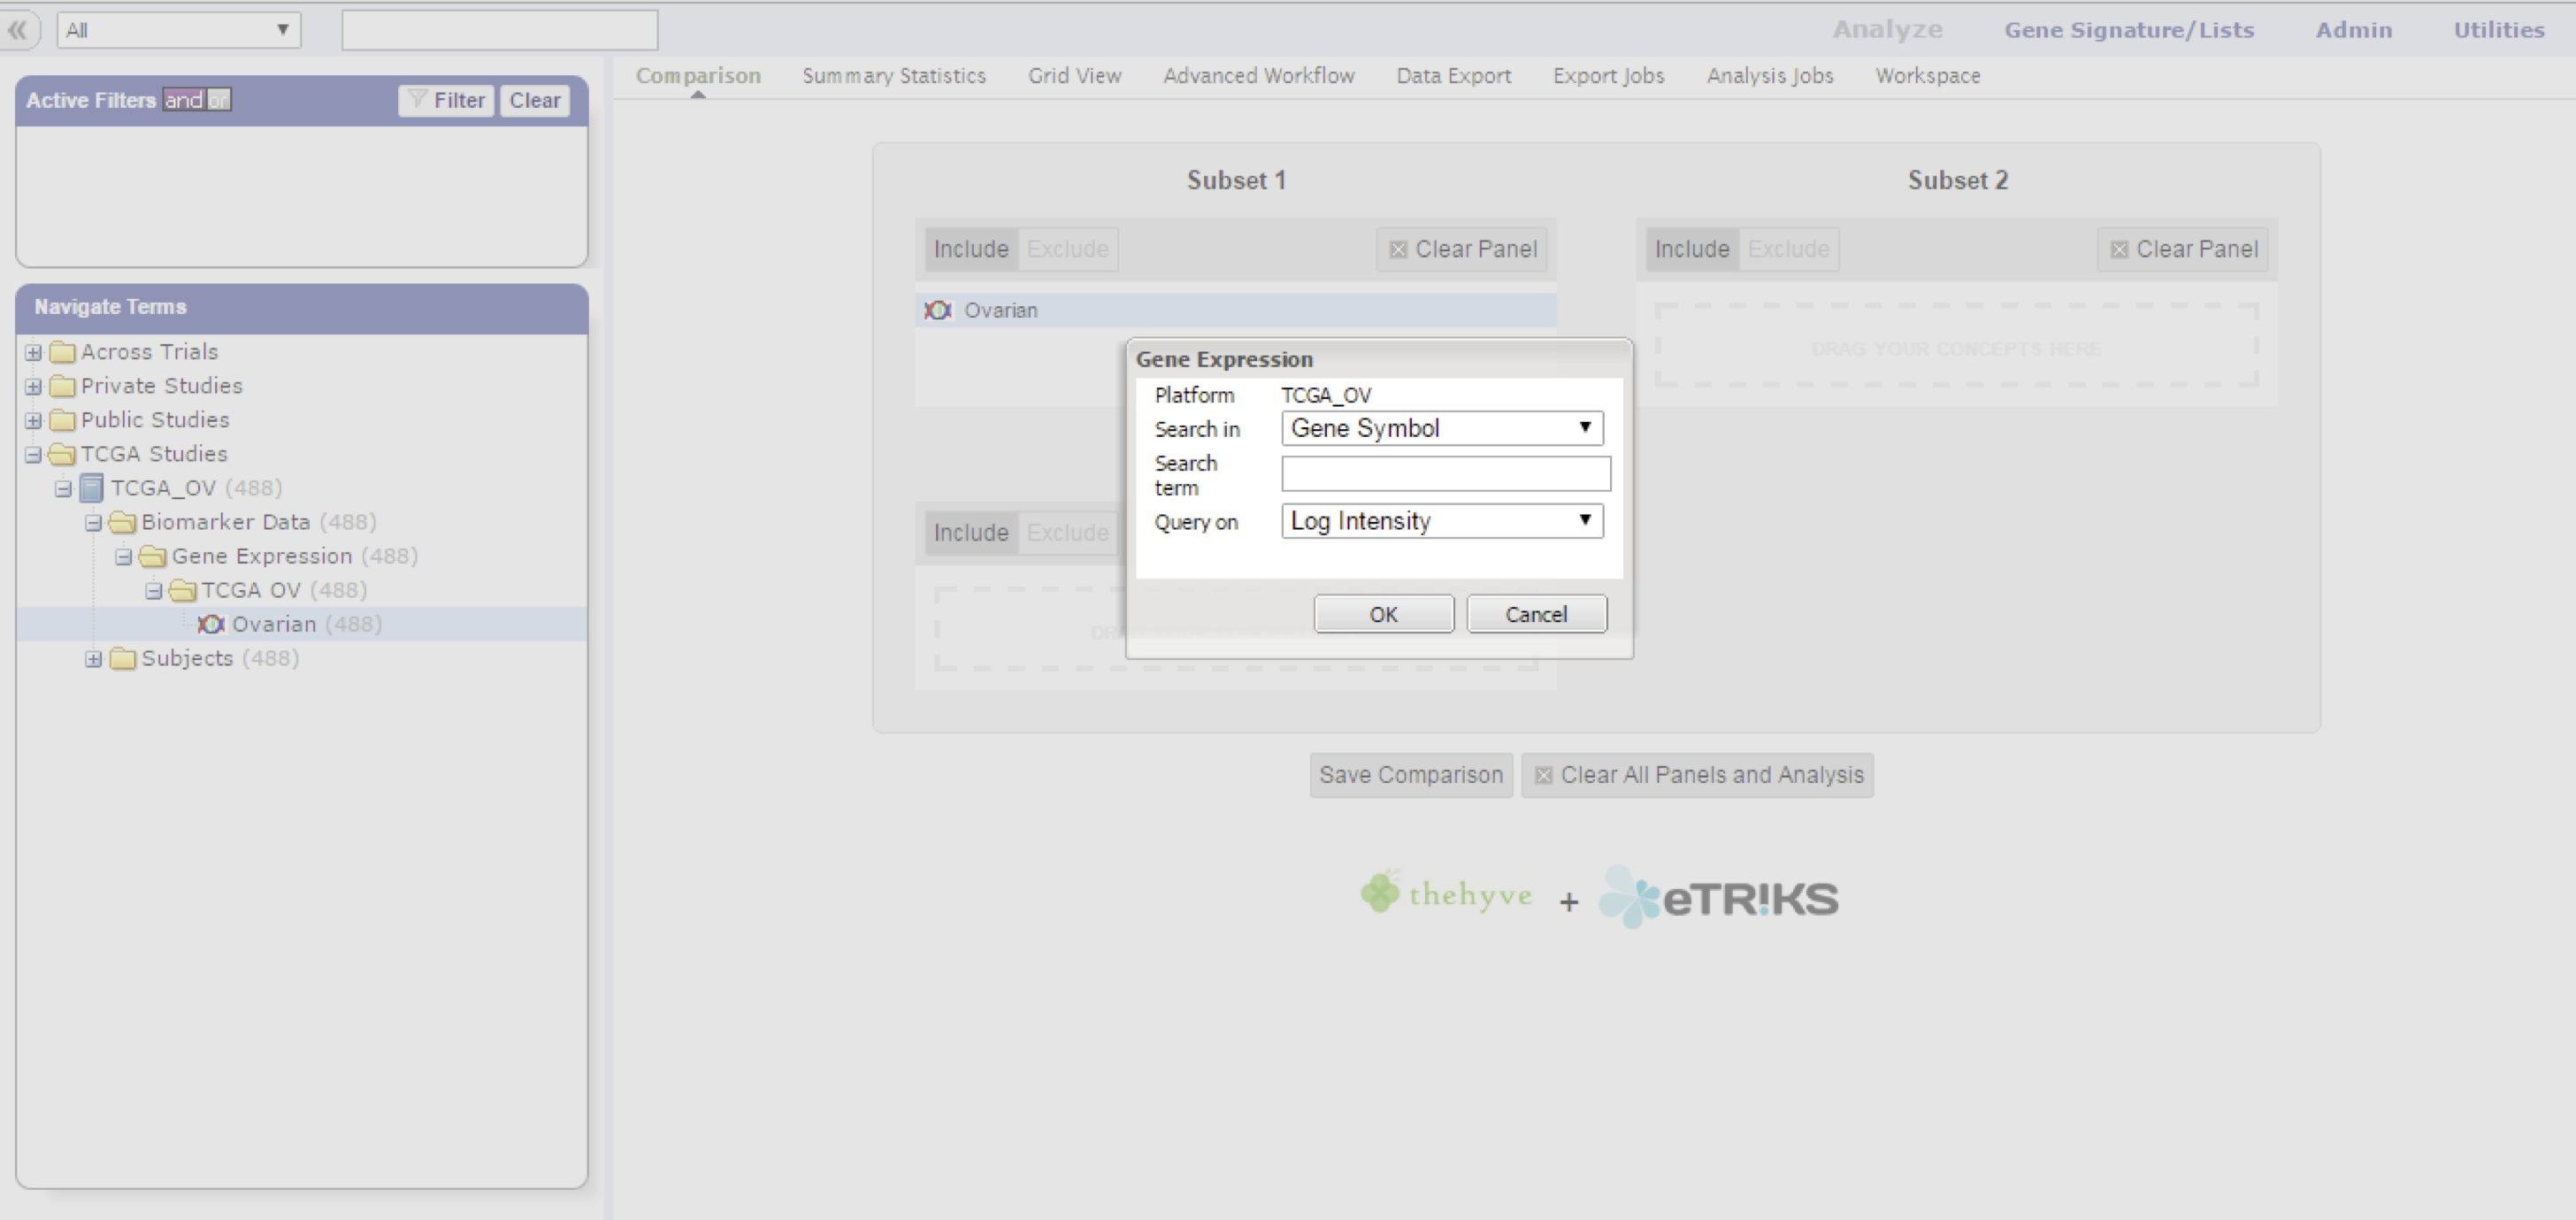 All
Analyze Gene Signature/Lists Admin Utilities
Active Filters and or Filter Clear
Navigate Terms
Across Trials
Private Studies
Public Studies
TCGA Studies
TCGA_OV (488)
Biomarker Data (488)
Gene Expression (488)
TCGA OV (488)
Ovarian (488)
Subjects (488)
Comparison Summary Statistics Grid View Advanced Workflow Data Export Export Jobs Analysis Jobs Workspace
Subset 1
Include Exclude Clear Panel
Ovarian
Include Exclude
Subset 2
Include Exclude Clear Panel
DRAG YOUR CONCEPTS HERE
Gene Expression
Platform TCGA_OV
Search in Gene Symbol
Search
term
Query on Log Intensity
OK Cancel
Save Comparison Clear All Panels and Analysis
thehyve + eTR!KS